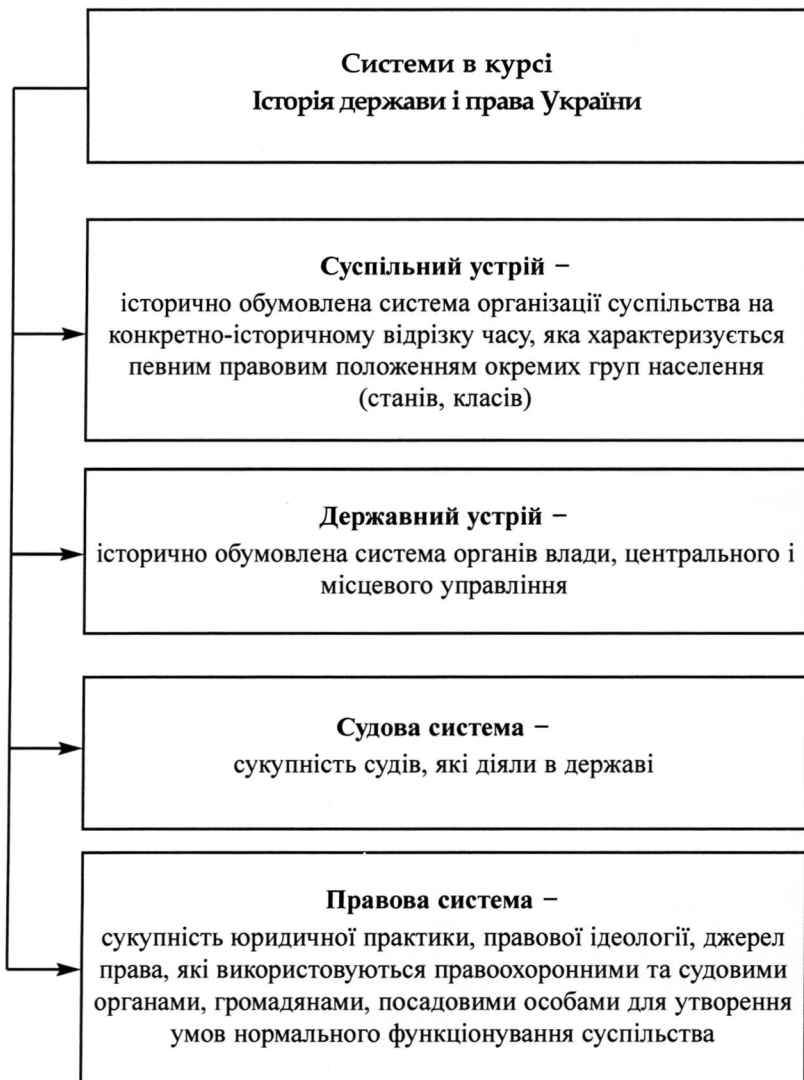 Системи в курсі
Історія держави і права України
Суспільний устрій –
історично обумовлена система організації суспільства на
конкретно-історичному відрізку часу, яка характеризується
певним правовим положенням окремих груп населення
(станів, класів)
Державний устрій –
історично обумовлена система органів влади, центрального і
місцевого управління
Судова система –
сукупність судів, які діяли в державі
Правова система –
сукупність юридичної практики, правової ідеології, джерел
права, які використовуються правоохоронними та судовими
органами, громадянами, посадовими особами для утворення
умов нормального функціонування суспільства